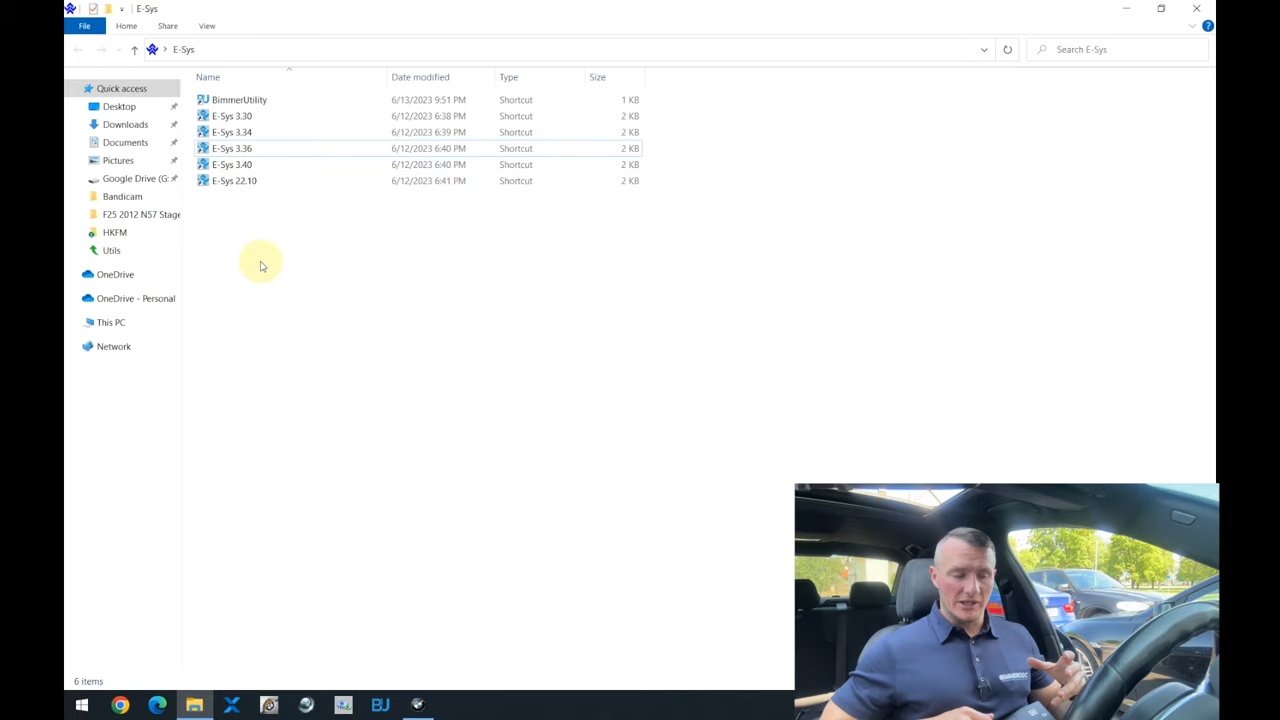 E-Sys
File Home Share View
E-Sys Search E-Sys
Name Date modified Type Size
Quick access
Desktop
Downloads
Documents
Pictures
Google Drive (G:
Bandicam
F25 2012 N57 Stage
HKFM
Utils
OneDrive
OneDrive - Personal
This PC
Network
BimmerUtility 6/13/2023 9:51 PM Shortcut 1 KB
E-Sys 3.30 6/12/2023 6:38 PM Shortcut 2 KB
E-Sys 3.34 6/12/2023 6:39 PM Shortcut 2 KB
E-Sys 3.36 6/12/2023 6:40 PM Shortcut 2 KB
E-Sys 3.40 6/12/2023 6:40 PM Shortcut 2 KB
E-Sys 22.10 6/12/2023 6:41 PM Shortcut 2 KB
6 items
BU